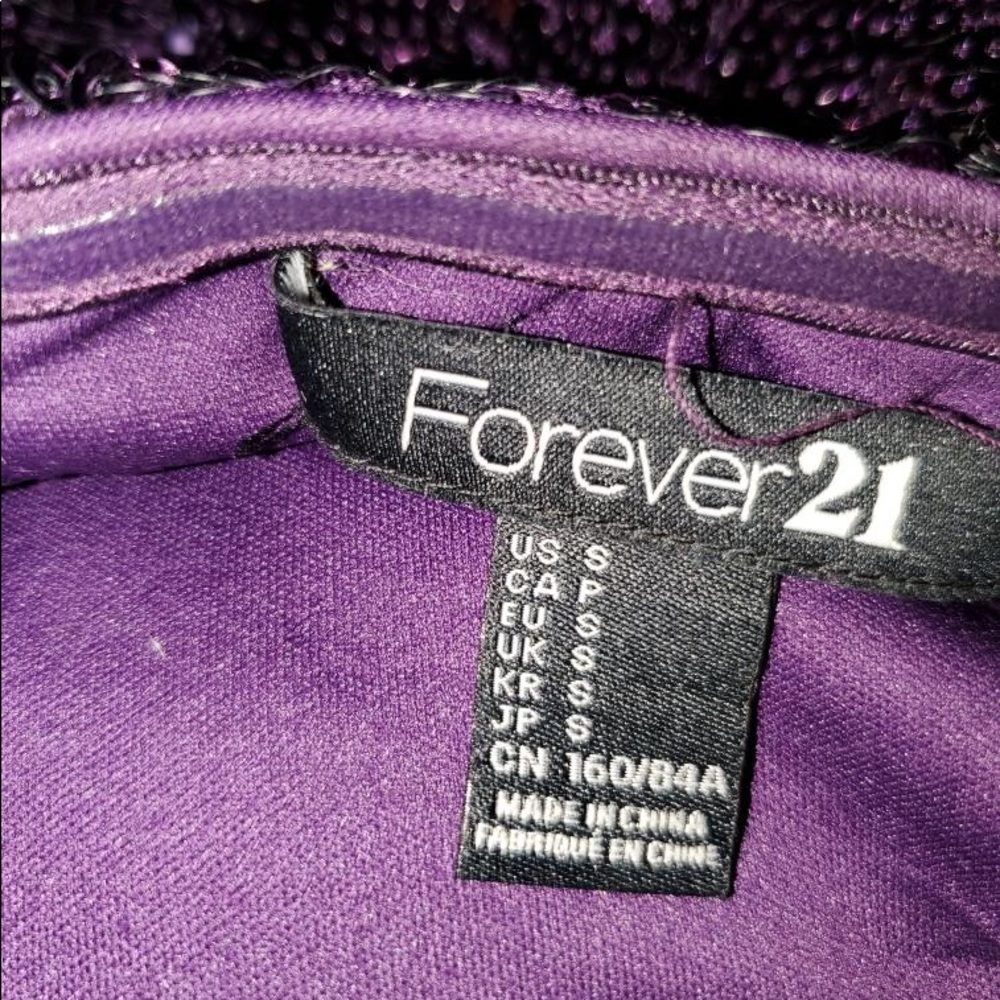 Forever21
US S
CA P
EU S
UK S
KR S
JP S
CN 160/84A
MADE IN CHINA
FABRIQUÉ EN CHINE